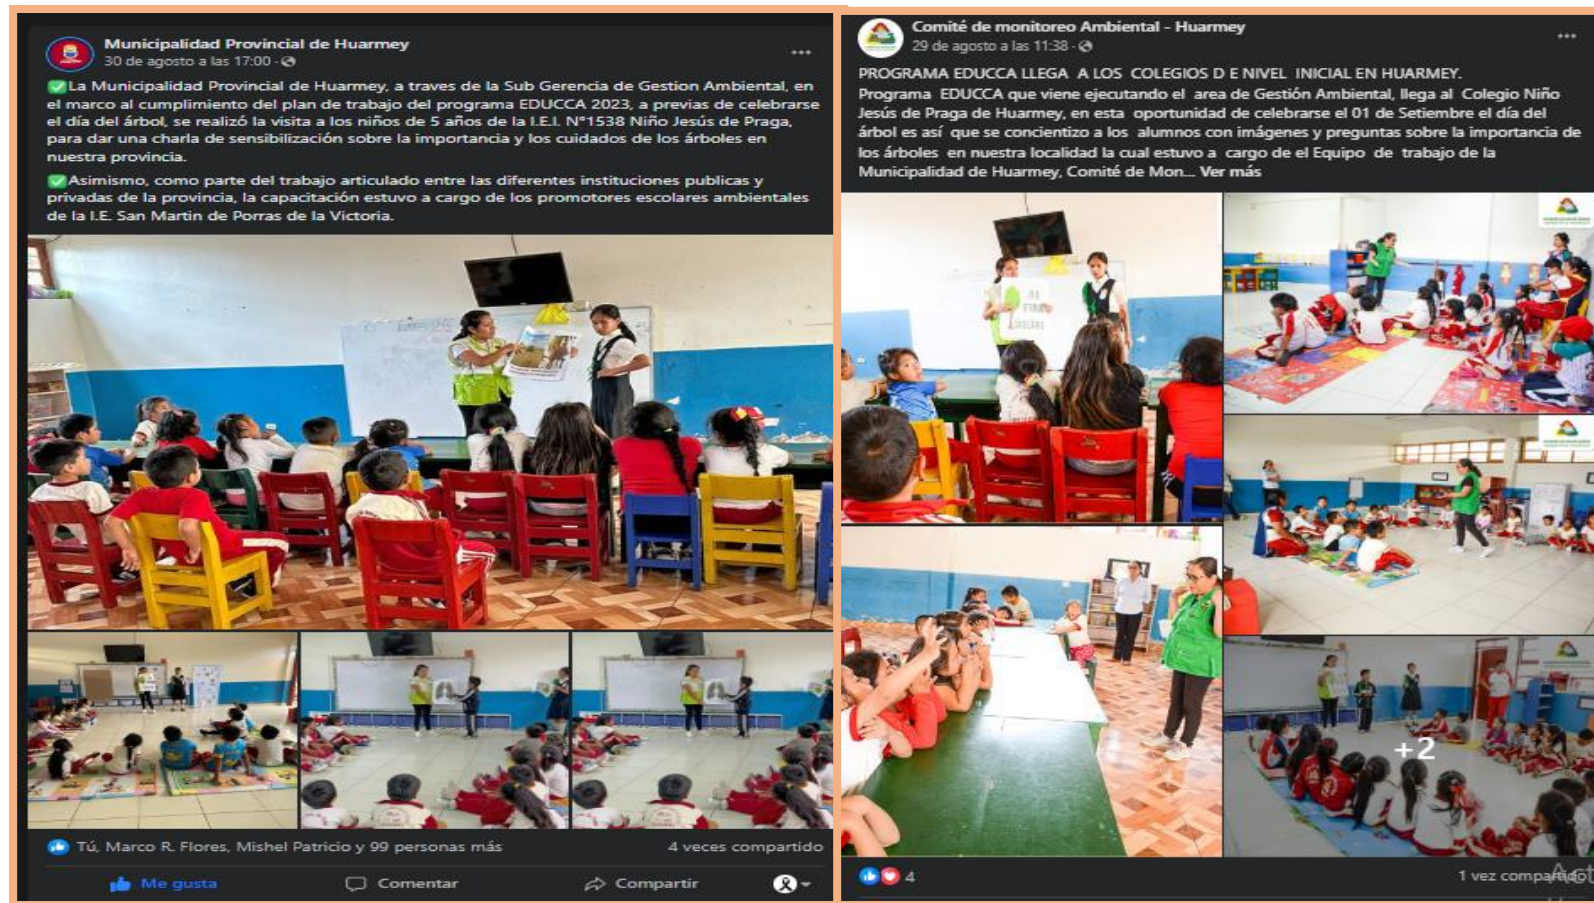 Municipalidad Provincial de Huarmey
30 de agosto a las 17:00 ·
✅La Municipalidad Provincial de Huarmey, a traves de la Sub Gerencia de Gestion Ambiental, en
el marco al cumplimiento del plan de trabajo del programa EDUCCA 2023, a previas de celebrarse
el día del árbol, se realizó la visita a los niños de 5 años de la I.E.I. N°1538 Niño Jesús de Praga,
para dar una charla de sensibilización sobre la importancia y los cuidados de los árboles en
nuestra provincia.
✅Asimismo, como parte del trabajo articulado entre las diferentes instituciones publicas y
privadas de la provincia, la capacitación estuvo a cargo de los promotores escolares ambientales
de la I.E. San Martin de Porras de la Victoria.
Tú, Marco R. Flores, Mishel Patricio y 99 personas más
4 veces compartido
Me gusta
Comentar
Compartir
Comité de monitoreo Ambiental - Huarmey
29 de agosto a las 11:38 ·
PROGRAMA EDUCCA LLEGA A LOS COLEGIOS D E NIVEL INICIAL EN HUARMEY.
Programa EDUCCA que viene ejecutando el area de Gestión Ambiental, llega al Colegio Niño
Jesús de Praga de Huarmey, en esta oportunidad de celebrarse el 01 de Setiembre el día del
árbol es así que se concientizo a los alumnos con imágenes y preguntas sobre la importancia de
los árboles en nuestra localidad la cual estuvo a cargo de el Equipo de trabajo de la
Municipalidad de Huarmey, Comité de Mon... Ver más
+2
4
1 vez compartido